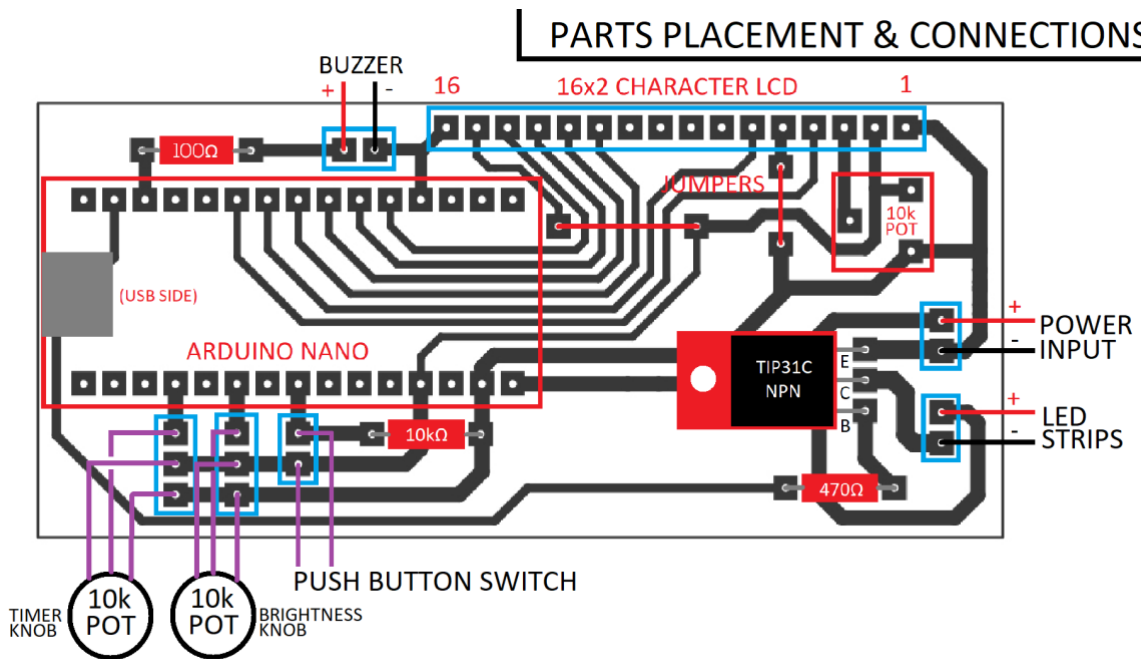 PARTS PLACEMENT & CONNECTIONS
BUZZER
+ -
16 16x2 CHARACTER LCD 1
100Ω
JUMPERS
10k
POT
(USB SIDE)
ARDUINO NANO
+
-
POWER
INPUT
TIP31C
NPN
E
C
B
+
-
LED
STRIPS
10kΩ
470Ω
PUSH BUTTON SWITCH
TIMER
KNOB
10k
POT
10k
POT
BRIGHTNESS
KNOB